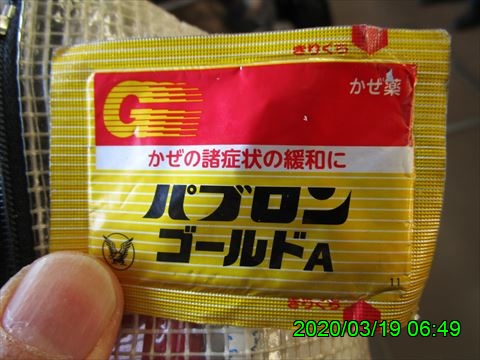 きりくち
かぜ薬
G
かぜの諸症状の緩和に
パブロン
ゴールドA
11
きりくち
2020/03/19 06:49